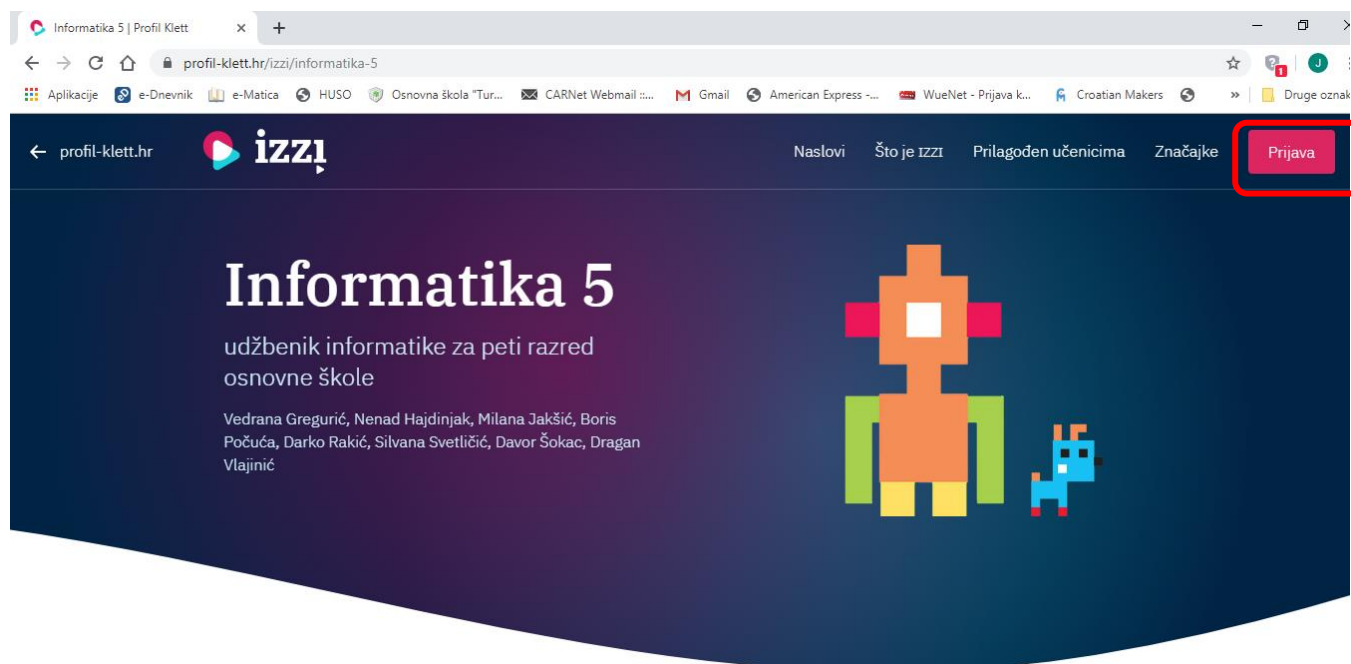 Informatika 5 | Profil Klett
profil-klett.hr/izzi/informatika-5
1 J
Aplikacije e-Dnevnik e-Matica HUSO Osnovna škola "Tur... CARNet Webmail ::... Gmail American Express -... WueNet - Prijava k... Croatian Makers » Druge oznak
← profil-klett.hr izzi Naslovi Što je IZZI Prilagođen učenicima Značajke Prijava
Informatika 5
udžbenik informatike za peti razred
osnovne škole
Vedrana Gregurić, Nenad Hajdinjak, Milana Jakšić, Boris
Počuća, Darko Rakić, Silvana Svetličić, Davor Šokac, Dragan
Vlajinić